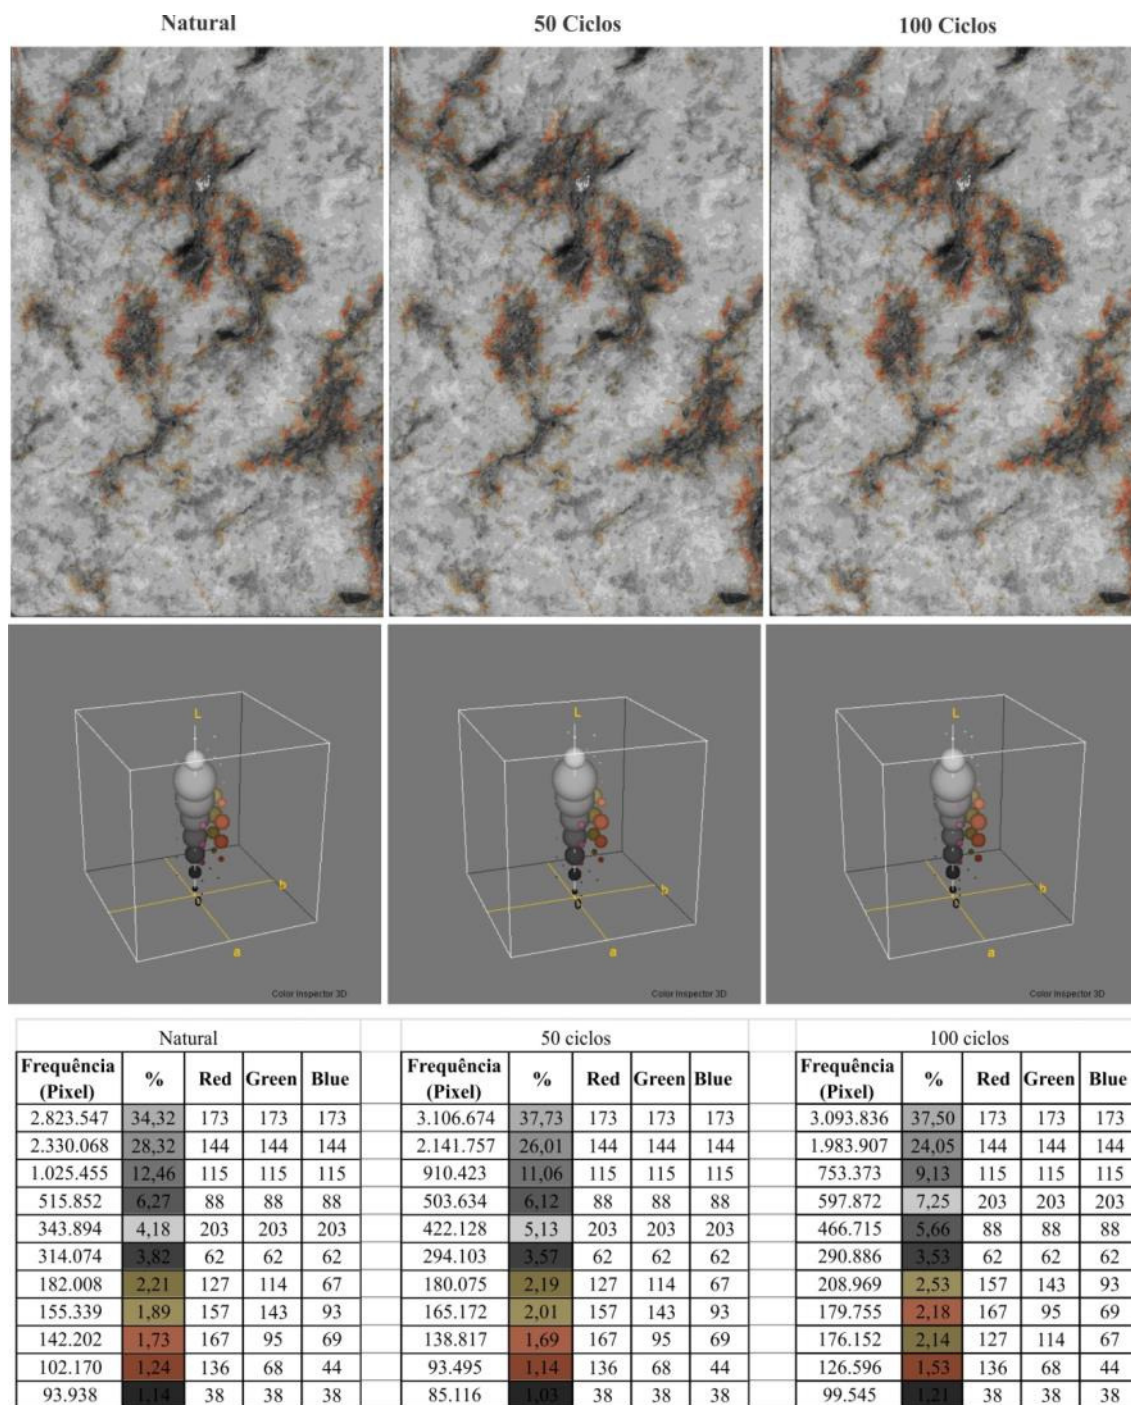 Natural 50 Ciclos 100 Ciclos
L b 0 a Color Inspector 3D
L b 0 a Color Inspector 3D
L b 0 a Color Inspector 3D
Natural 50 ciclos 100 ciclos
Frequência (Pixel) % Red Green Blue Frequência (Pixel) % Red Green Blue Frequência (Pixel) % Red Green Blue
2.823.547 34,32 173 173 173 3.106.674 37,73 173 173 173 3.093.836 37,50 173 173 173
2.330.068 28,32 144 144 144 2.141.757 26,01 144 144 144 1.983.907 24,05 144 144 144
1.025.455 12,46 115 115 115 910.423 11,06 115 115 115 753.373 9,13 115 115 115
515.852 6,27 88 88 88 503.634 6,12 88 88 88 597.872 7,25 203 203 203
343.894 4,18 203 203 203 422.128 5,13 203 203 203 466.715 5,66 88 88 88
314.074 3,82 62 62 62 294.103 3,57 62 62 62 290.886 3,53 62 62 62
182.008 2,21 127 114 67 180.075 2,19 127 114 67 208.969 2,53 157 143 93
155.339 1,89 157 143 93 165.172 2,01 157 143 93 179.755 2,18 167 95 69
142.202 1,73 167 95 69 138.817 1,69 167 95 69 176.152 2,14 127 114 67
102.170 1,24 136 68 44 93.495 1,14 136 68 44 126.596 1,53 136 68 44
93.938 1,14 38 38 38 85.116 1,03 38 38 38 99.545 1,21 38 38 38